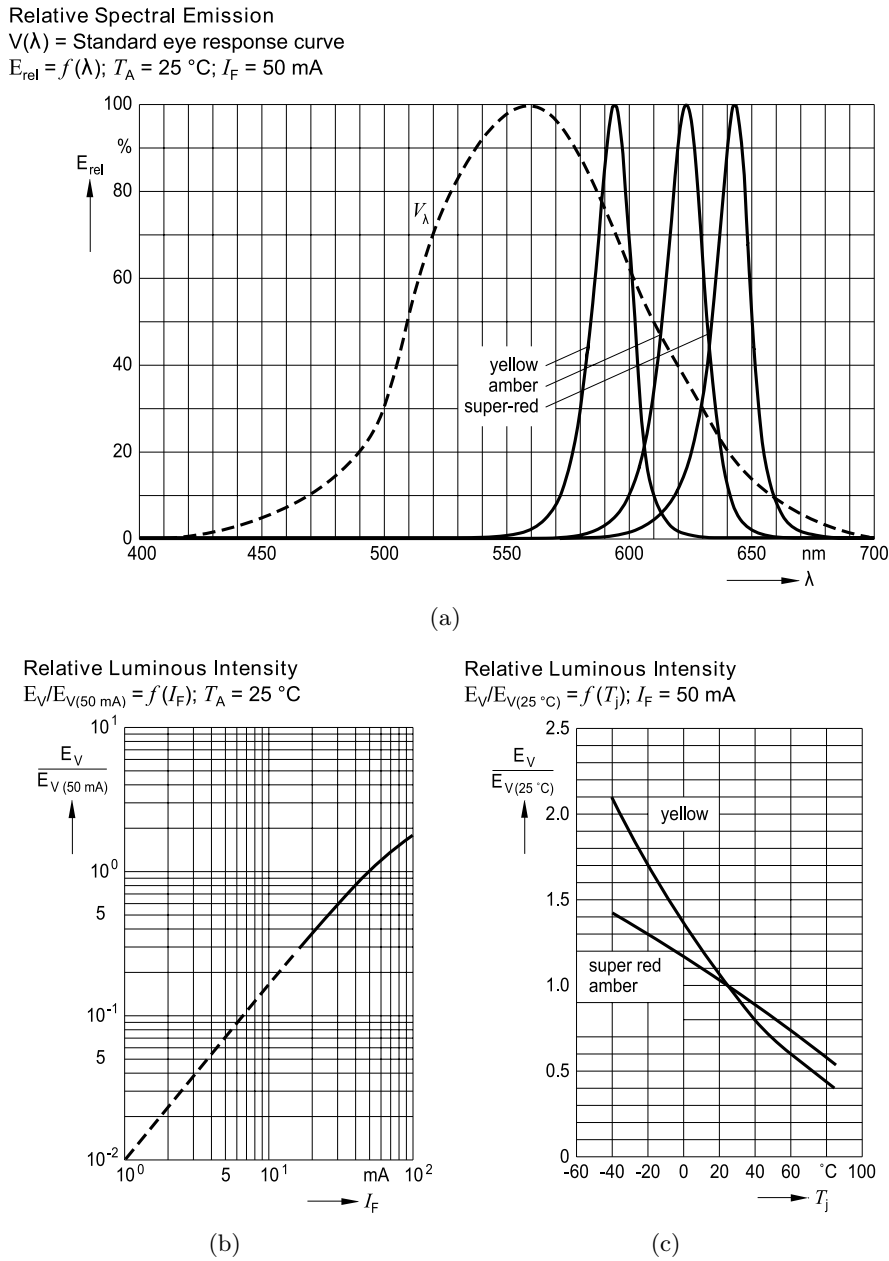 Relative Spectral Emission
V(λ) = Standard eye response curve
E_rel = f(λ); T_A = 25 °C; I_F = 50 mA
100
%
E_rel
80
60
40
20
0
V_λ
yellow
amber
super-red
400 450 500 550 600 650 nm 700
λ
(a)
Relative Luminous Intensity
E_V/E_V(50 mA) = f(I_F); T_A = 25 °C
10^1
E_V
E_V (50 mA)
10^0
5
10^-1
5
10^-2
10^0 5 10^1 mA 10^2
I_F
(b)
Relative Luminous Intensity
E_V/E_V(25 °C) = f(T_j); I_F = 50 mA
2.5
E_V
E_V(25 °C)
2.0
1.5
1.0
0.5
0
yellow
super red
amber
-60 -40 -20 0 20 40 60 °C 100
T_j
(c)